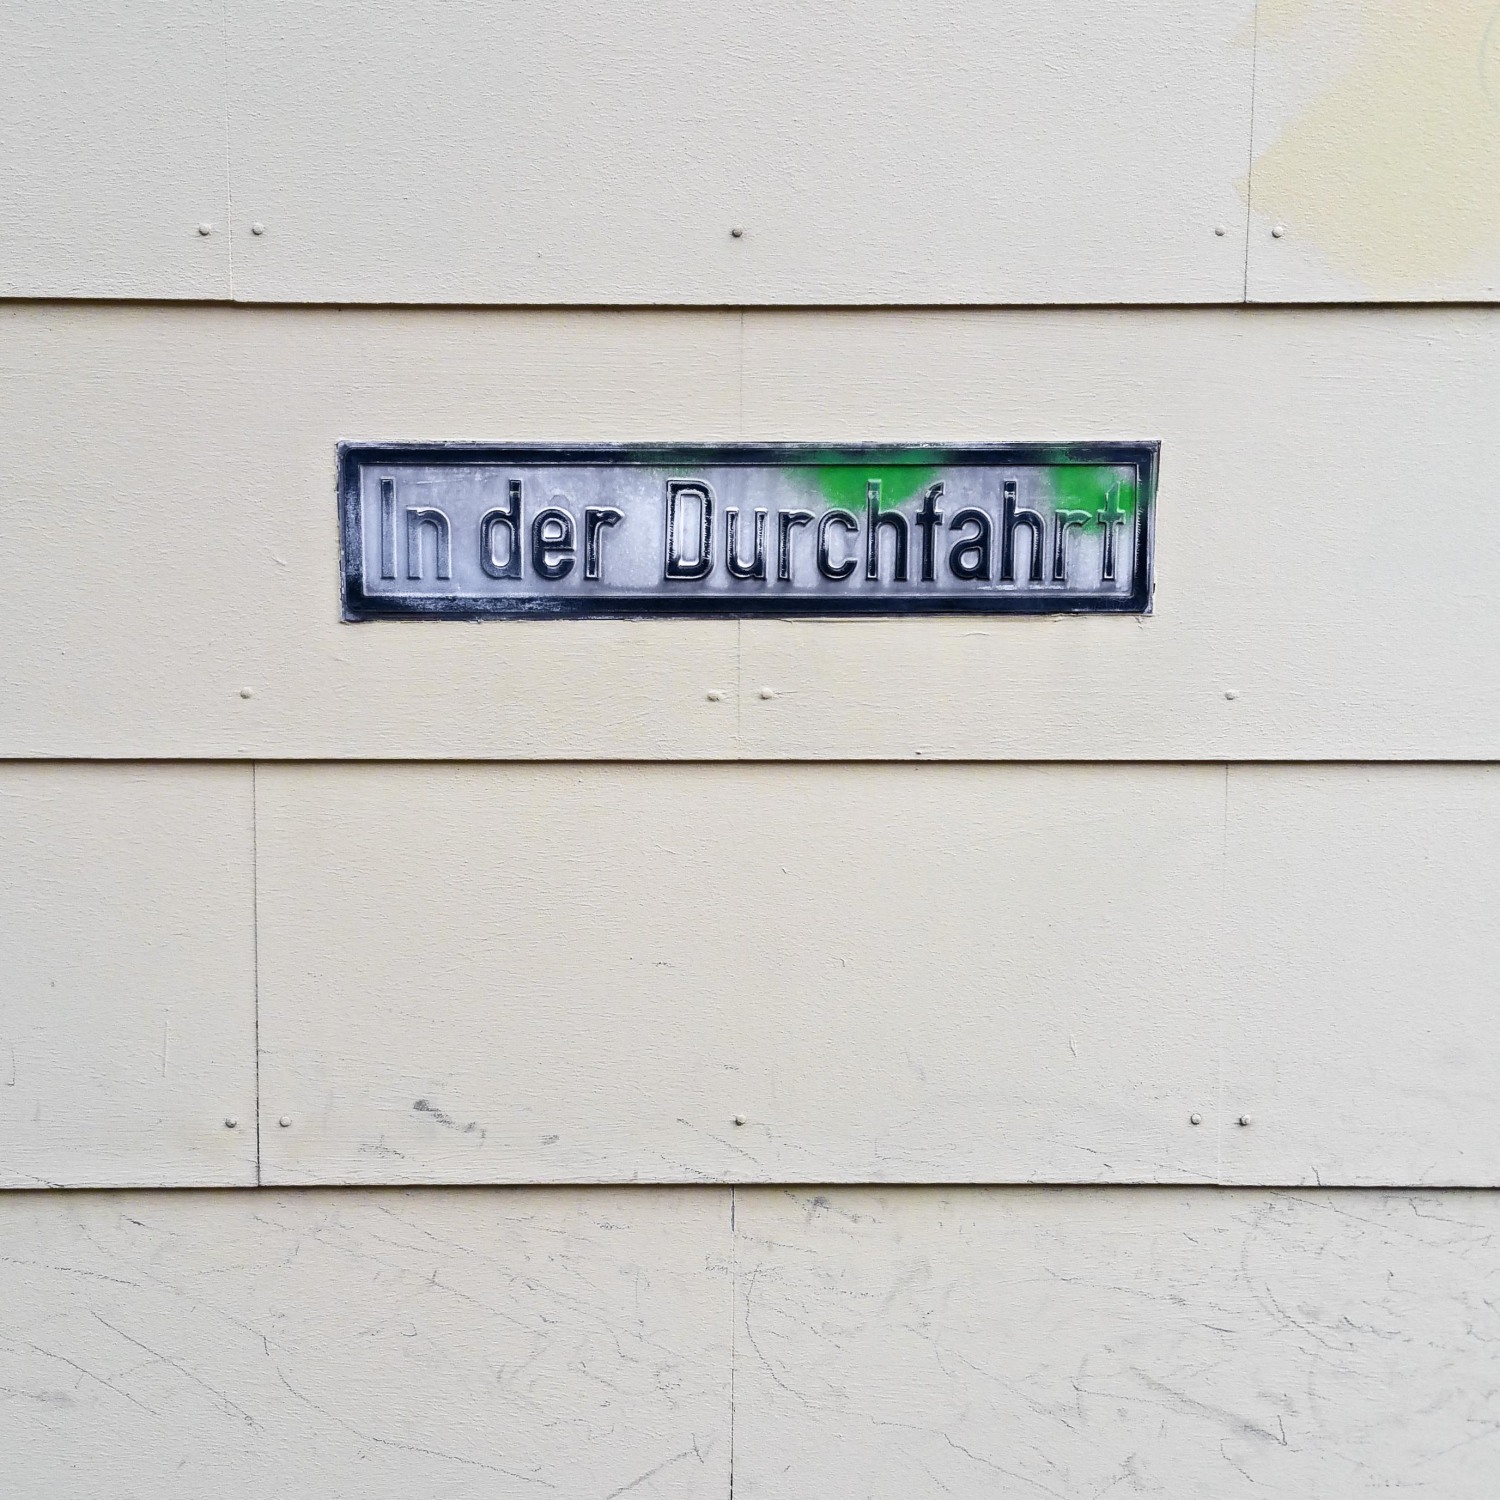 In der Durchfahrt